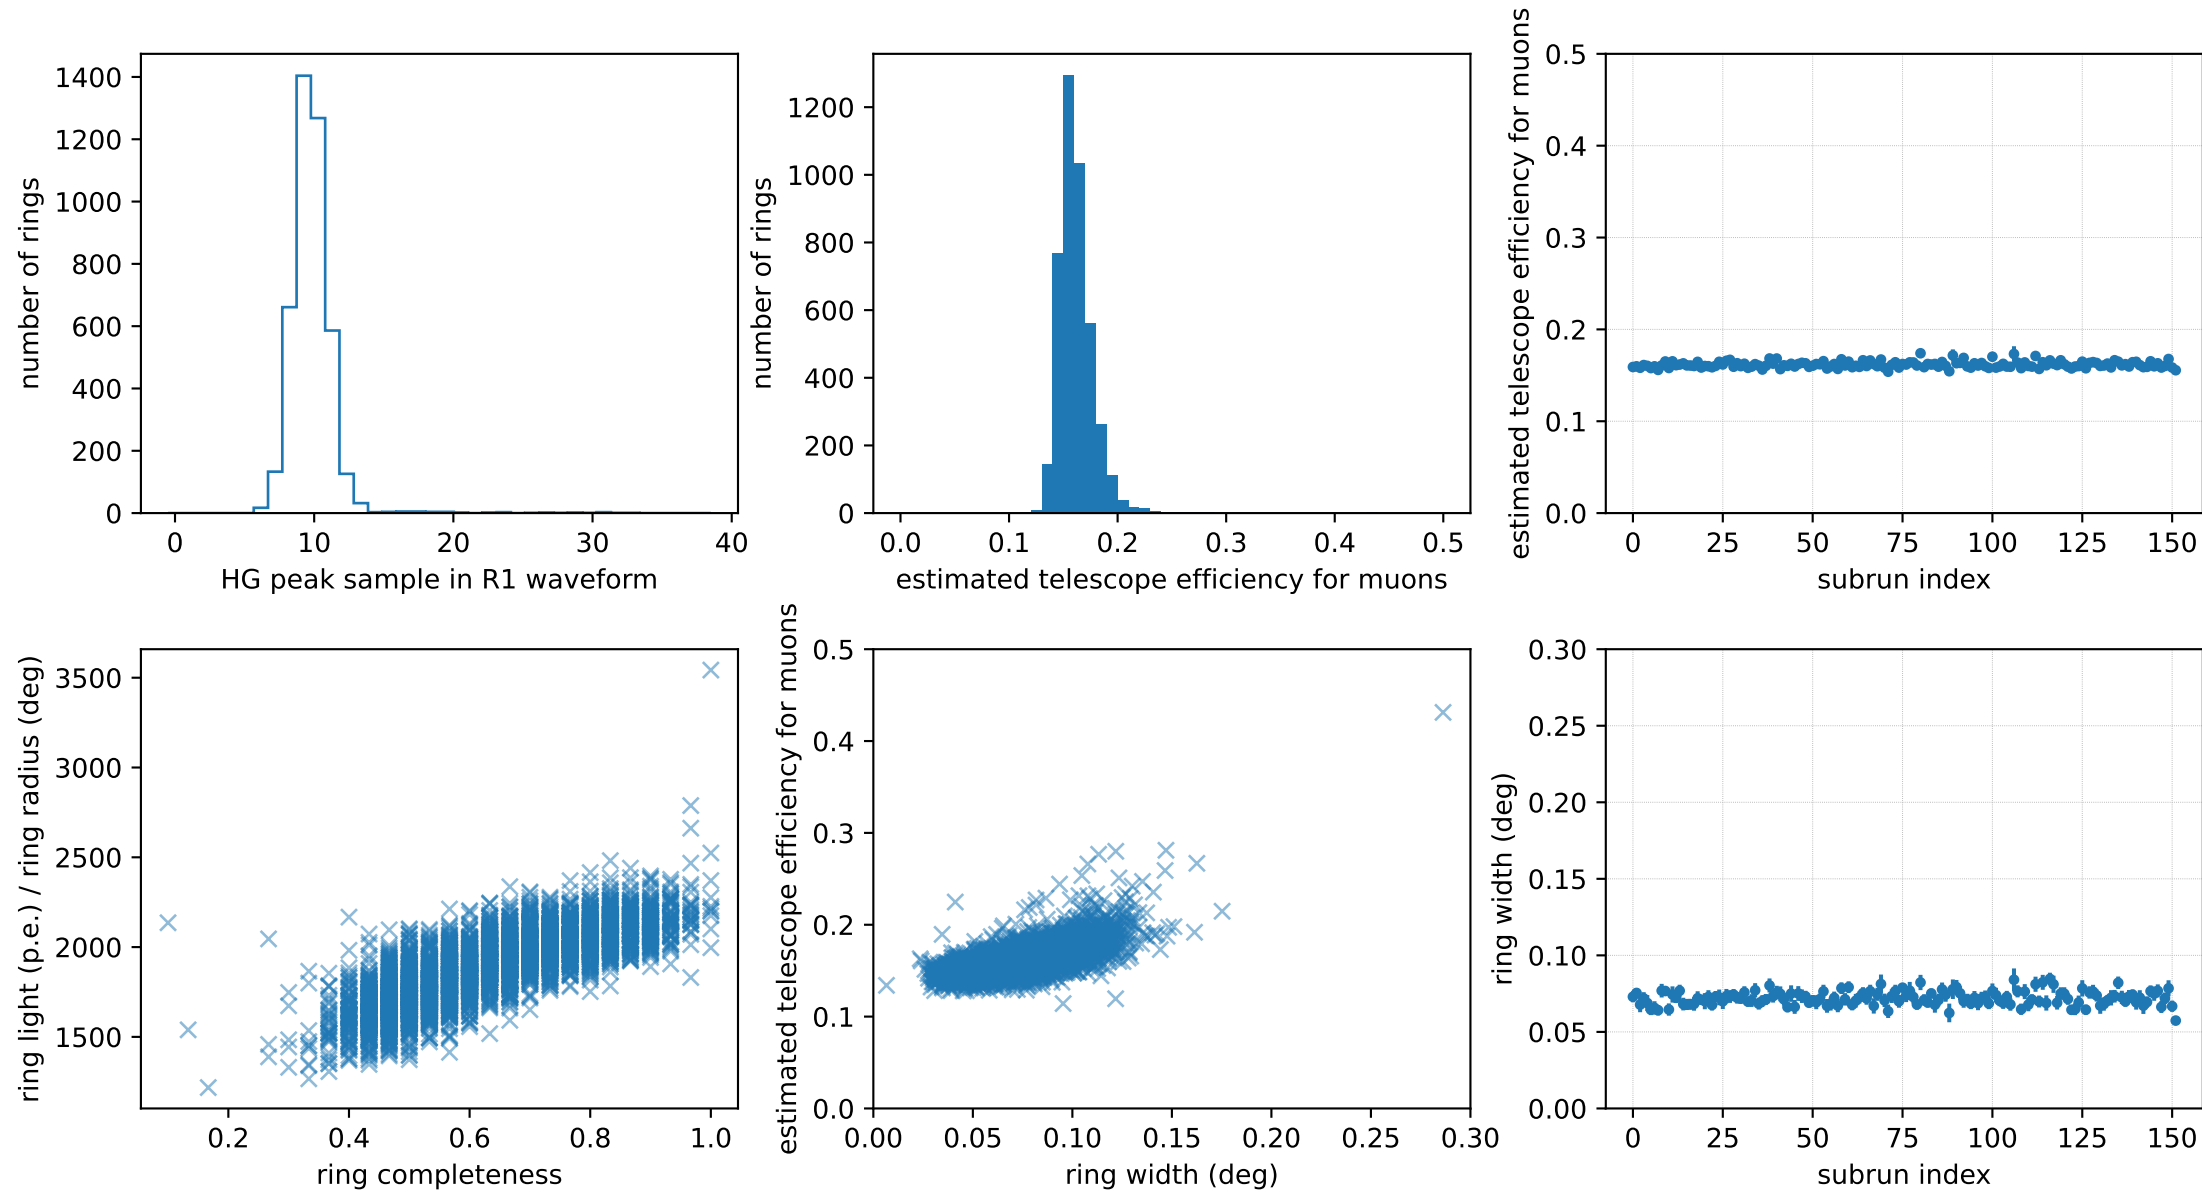 number of rings
1400
1200
1000
800
600
400
200
0
0 10 20 30 40
HG peak sample in R1 waveform
number of rings
1200
1000
800
600
400
200
0
0.0 0.1 0.2 0.3 0.4 0.5
estimated telescope efficiency for muons
estimated telescope efficiency for muons
0.5
0.4
0.3
0.2
0.1
0.0
0 25 50 75 100 125 150
subrun index
ring light (p.e.) / ring radius (deg)
3500
3000
2500
2000
1500
0.2 0.4 0.6 0.8 1.0
ring completeness
estimated telescope efficiency for muons
0.5
0.4
0.3
0.2
0.1
0.0
0.00 0.05 0.10 0.15 0.20 0.25 0.30
ring width (deg)
ring width (deg)
0.30
0.25
0.20
0.15
0.10
0.05
0.00
0 25 50 75 100 125 150
subrun index